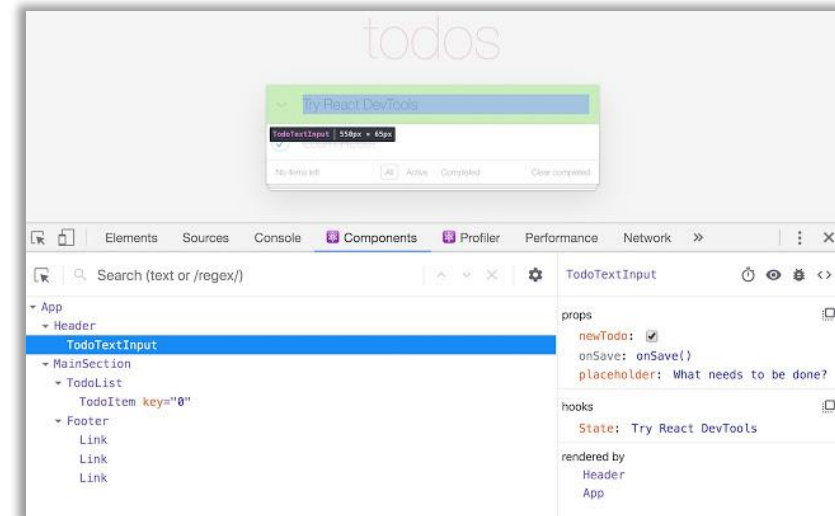 todos
Try React DevTools
TodoTextInput | 550px × 65px
No items left All Active Completed Clear completed
Elements Sources Console Components Profiler Performance Network »
Search (text or /regex/)
TodoTextInput
App
Header
TodoTextInput
MainSection
TodoList
TodoItem key="0"
Footer
Link
Link
Link
props
newTodo:
onSave: onSave()
placeholder: What needs to be done?
hooks
State: Try React DevTools
rendered by
Header
App